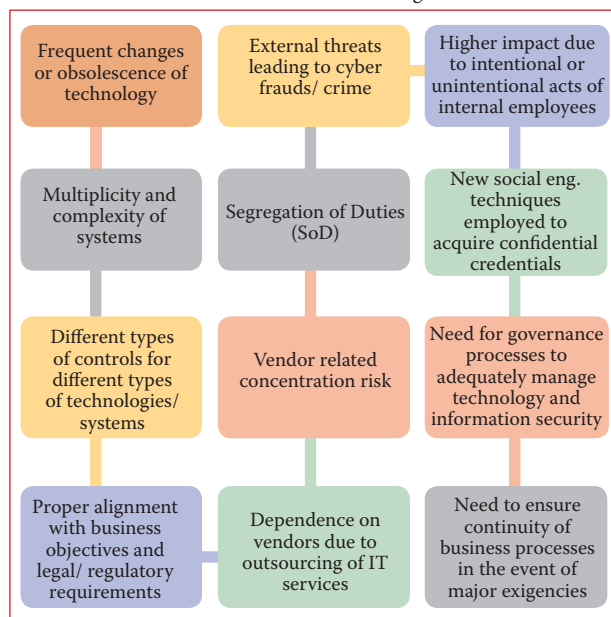 Frequent changes
or obsolescence of
technology
Multiplicity and
complexity of
systems
Different types
of controls for
different types
of technologies/
systems
Proper alignment
with business
objectives and
legal/ regulatory
requirements
Dependence on
vendors due to
outsourcing of IT
services
Vendor related
concentration risk
Segregation of Duties
(SoD)
External threats
leading to cyber
frauds/ crime
Higher impact due
to intentional or
unintentional acts of
internal employees
New social eng.
techniques
employed to
acquire confidential
credentials
Need for governance
processes to
adequately manage
technology and
information security
Need to ensure
continuity of
business processes
in the event of
major exigencies